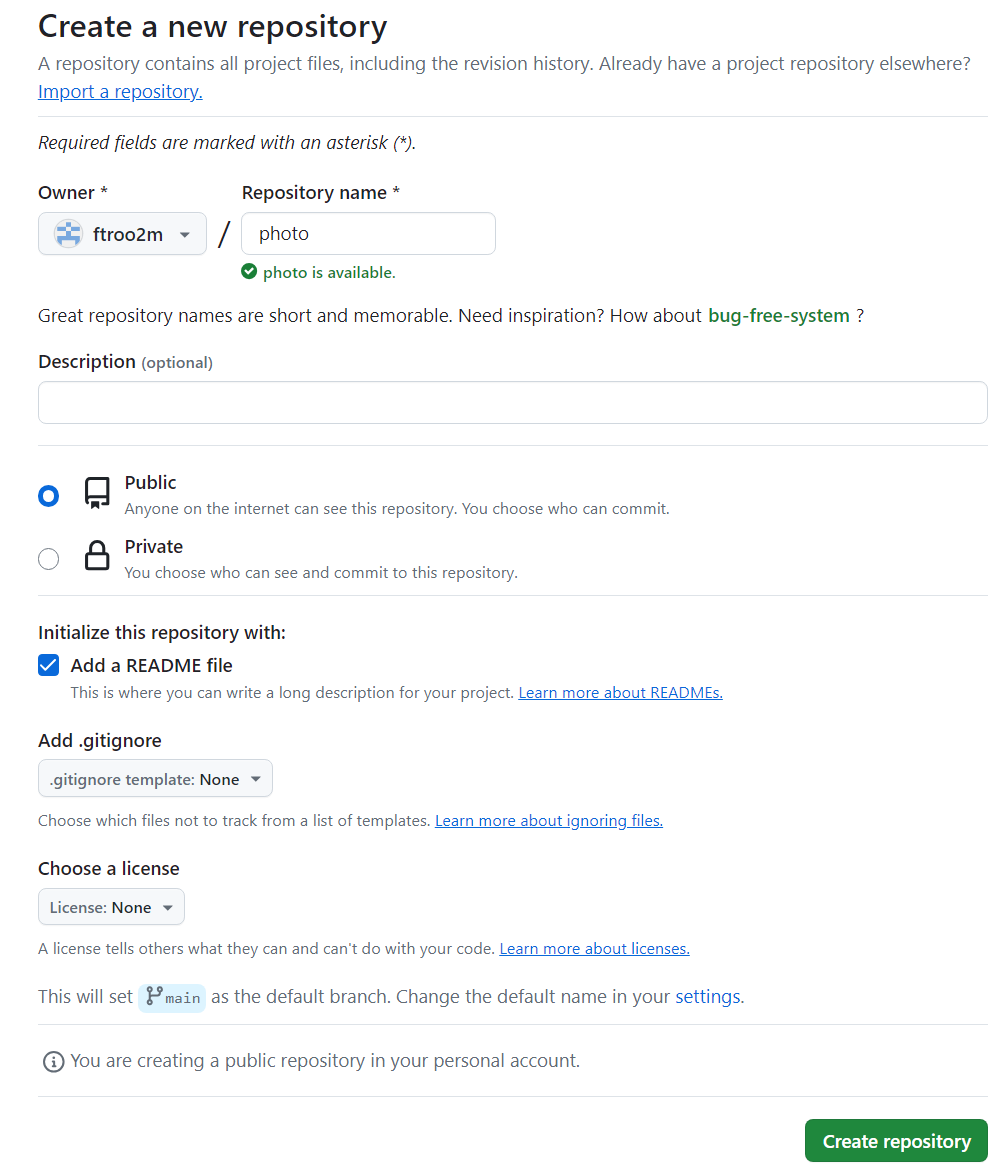 Create a new repository
A repository contains all project files, including the revision history. Already have a project repository elsewhere?
Import a repository.
Required fields are marked with an asterisk (*).
Owner * Repository name *
ftroo2m / photo
photo is available.
Great repository names are short and memorable. Need inspiration? How about bug-free-system ?
Description (optional)
Public
Anyone on the internet can see this repository. You choose who can commit.
Private
You choose who can see and commit to this repository.
Initialize this repository with:
Add a README file
This is where you can write a long description for your project. Learn more about READMEs.
Add .gitignore
.gitignore template: None
Choose which files not to track from a list of templates. Learn more about ignoring files.
Choose a license
License: None
A license tells others what they can and can't do with your code. Learn more about licenses.
This will set main as the default branch. Change the default name in your settings.
You are creating a public repository in your personal account.
Create repository